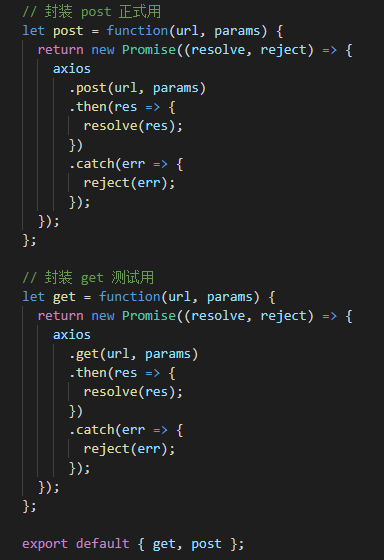 // 封装 post 正式用
let post = function(url, params) {
  return new Promise((resolve, reject) => {
    axios
      .post(url, params)
      .then(res => {
        resolve(res);
      })
      .catch(err => {
        reject(err);
      });
  });
};

// 封装 get 测试用
let get = function(url, params) {
  return new Promise((resolve, reject) => {
    axios
      .get(url, params)
      .then(res => {
        resolve(res);
      })
      .catch(err => {
        reject(err);
      });
  });
};

export default { get, post };